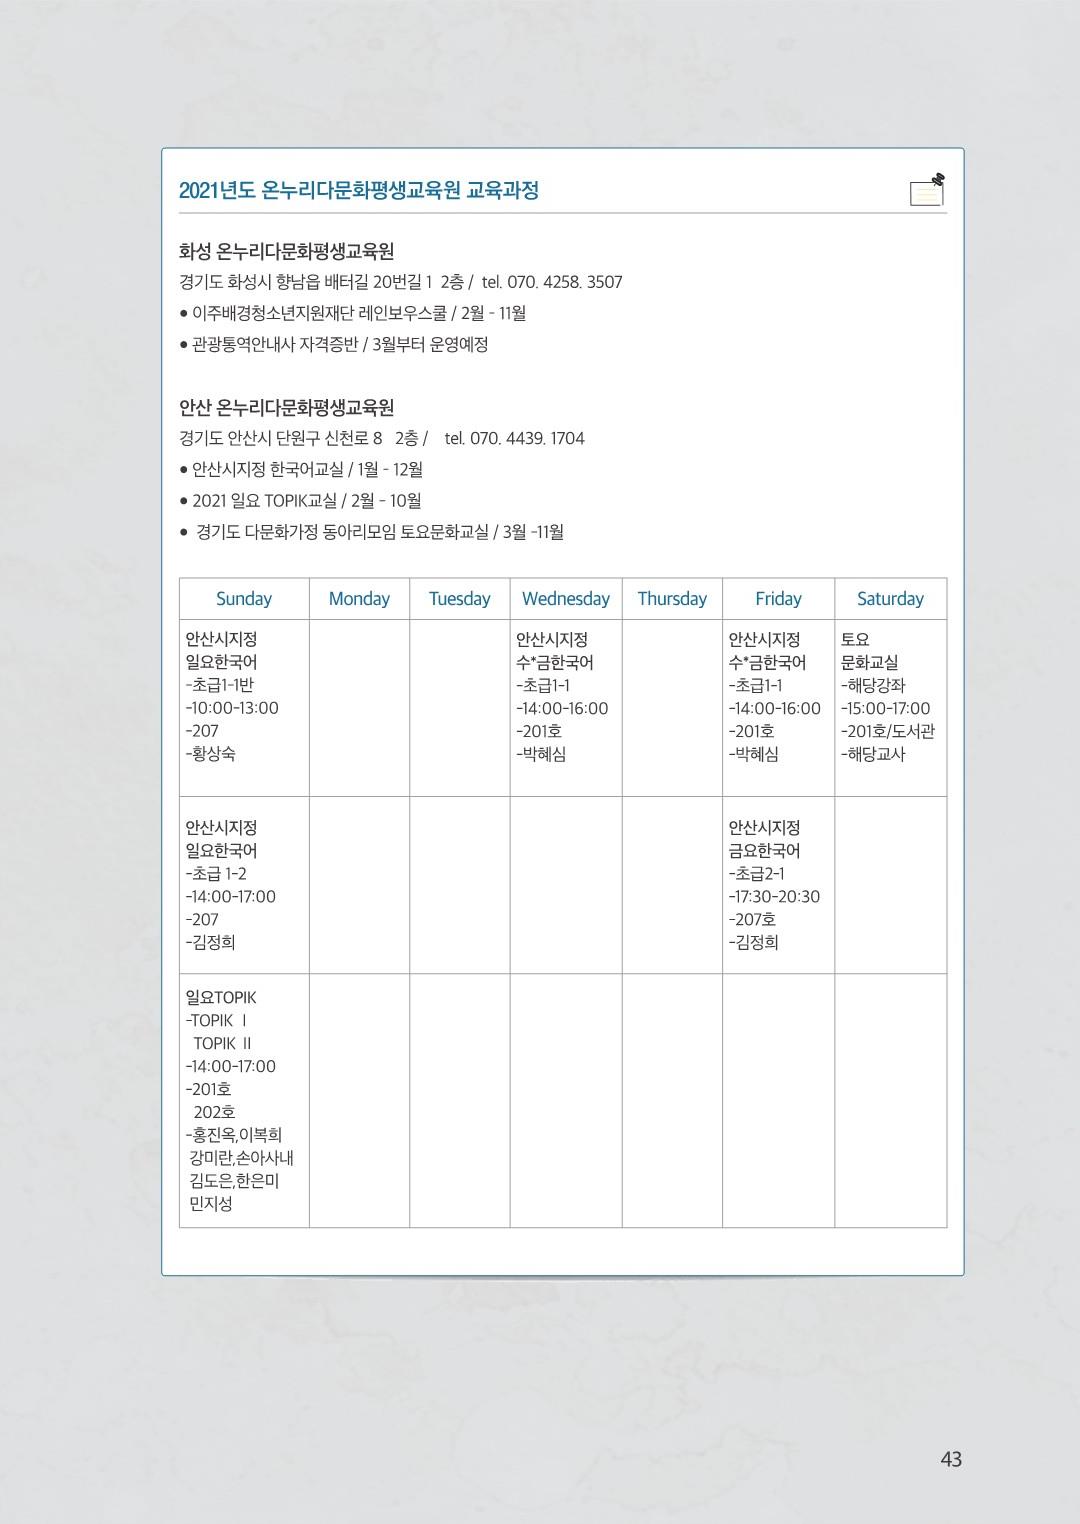 2021년도 온누리다문화평생교육원 교육과정
화성 온누리다문화평생교육원
경기도 화성시 향남읍 배터길 20번길 1 2층 / tel. 070. 4258. 3507
● 이주배경청소년지원재단 레인보우스쿨 / 2월 - 11월
● 관광통역안내사 자격증반 / 3월부터 운영예정
안산 온누리다문화평생교육원
경기도 안산시 단원구 신천로 8 2층 / tel. 070. 4439. 1704
● 안산시지정 한국어교실 / 1월 - 12월
● 2021 일요 TOPIK교실 / 2월 - 10월
● 경기도 다문화가정 동아리모임 토요문화교실 / 3월 -11월
Sunday Monday Tuesday Wednesday Thursday Friday Saturday
안산시지정
일요한국어
-초급1-1반
-10:00-13:00
-207
-황상숙
안산시지정
수*금한국어
-초급1-1
-14:00-16:00
-201호
-박혜심
안산시지정
수*금한국어
-초급1-1
-14:00-16:00
-201호
-박혜심
토요
문화교실
-해당강좌
-15:00-17:00
-201호/도서관
-해당교사
안산시지정
일요한국어
-초급 1-2
-14:00-17:00
-207
-김정희
안산시지정
금요한국어
-초급2-1
-17:30-20:30
-207호
-김정희
일요TOPIK
-TOPIK Ⅰ
TOPIK Ⅱ
-14:00-17:00
-201호
202호
-홍진옥,이복희
강미란,손아사내
김도은,한은미
민지성
43